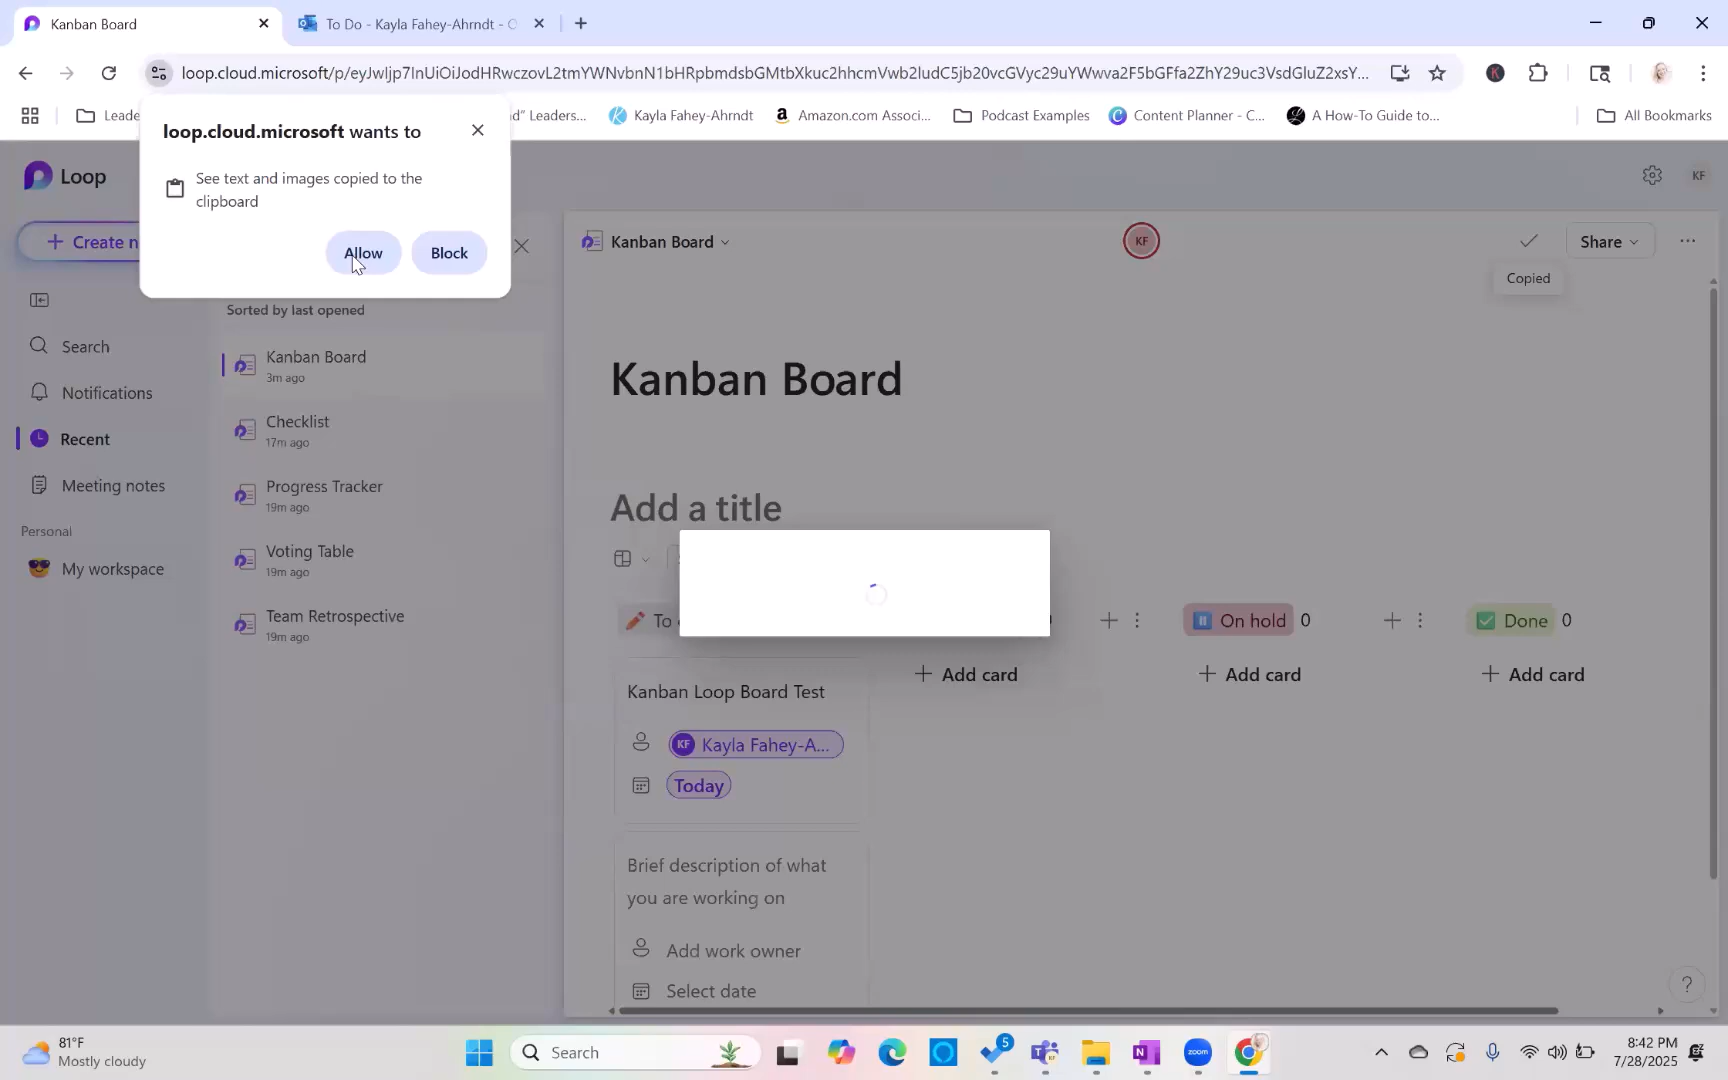 Kanban Board
To Do - Kayla Fahey-Ahrndt - O
loop.cloud.microsoft/p/eyJwIjp7InUiOiJodHRwczovL2tmYWNvbnN1bHRpbmdsbGMtbXkuc2hhcmVwb2ludC5jb20vcGVyc29uYWwva2F5bGFfa2ZhY29uc3VsdGluZ2xsY...
Leade
d" Leaders...
Kayla Fahey-Ahrndt
Amazon.com Associ...
Podcast Examples
Content Planner - C...
A How-To Guide to...
All Bookmarks
loop.cloud.microsoft wants to
See text and images copied to the
clipboard
Allow
Block
Loop
KF
Create n
Kanban Board
KF
Share
Copied
Search
Notifications
Recent
Meeting notes
Personal
My workspace
Sorted by last opened
Kanban Board
3m ago
Checklist
17m ago
Progress Tracker
19m ago
Voting Table
19m ago
Team Retrospective
19m ago
Kanban Board
Add a title
To
On hold 0
Done 0
Add card
Add card
Add card
Kanban Loop Board Test
KF Kayla Fahey-A...
Today
Brief description of what
you are working on
Add work owner
Select date
?
81°F
Mostly cloudy
Search
5
zoom
8:42 PM
7/28/2025